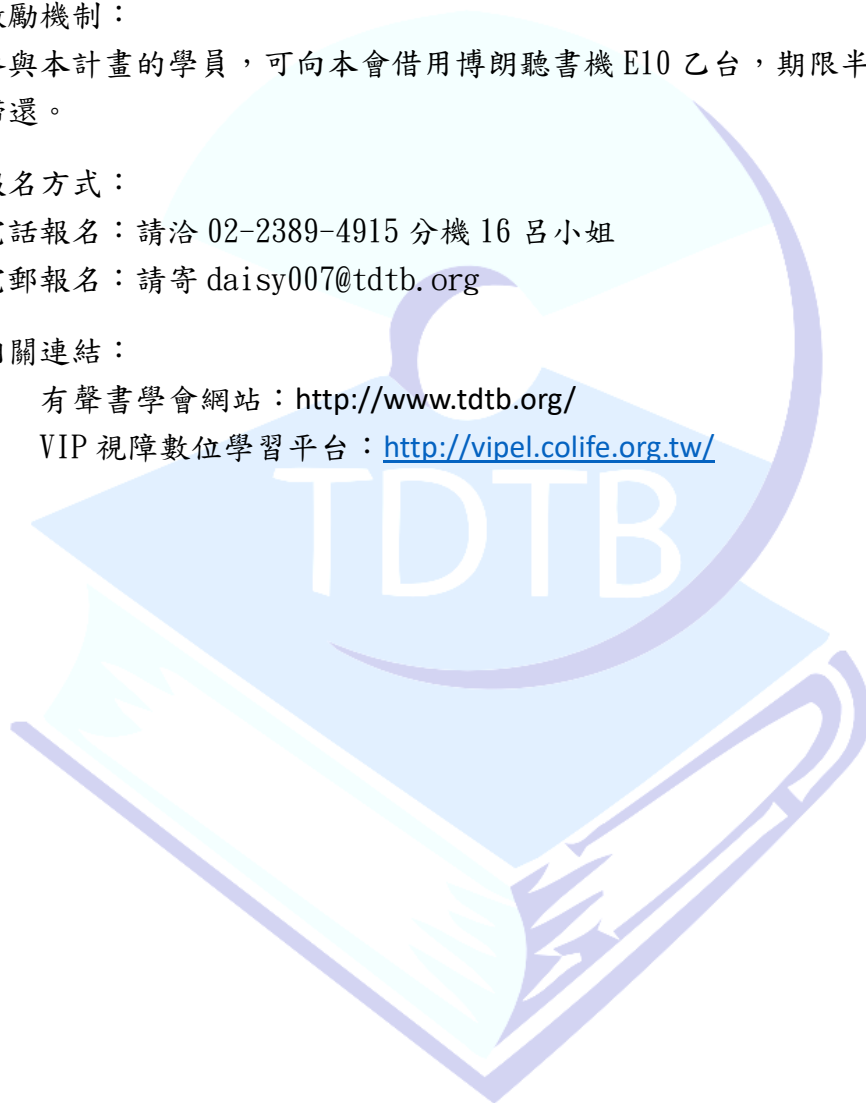 勵機制：
與本計畫的學員，可向本會借用博朗聽書機 E10 乙台，期限半
還。
名方式：
話報名：請洽 02-2389-4915 分機 16 呂小姐
郵報名：請寄 daisy007@tdtb.org
關連結：
有聲書學會網站：http://www.tdtb.org/
VIP 視障數位學習平台：http://vipel.colife.org.tw/
TDTB